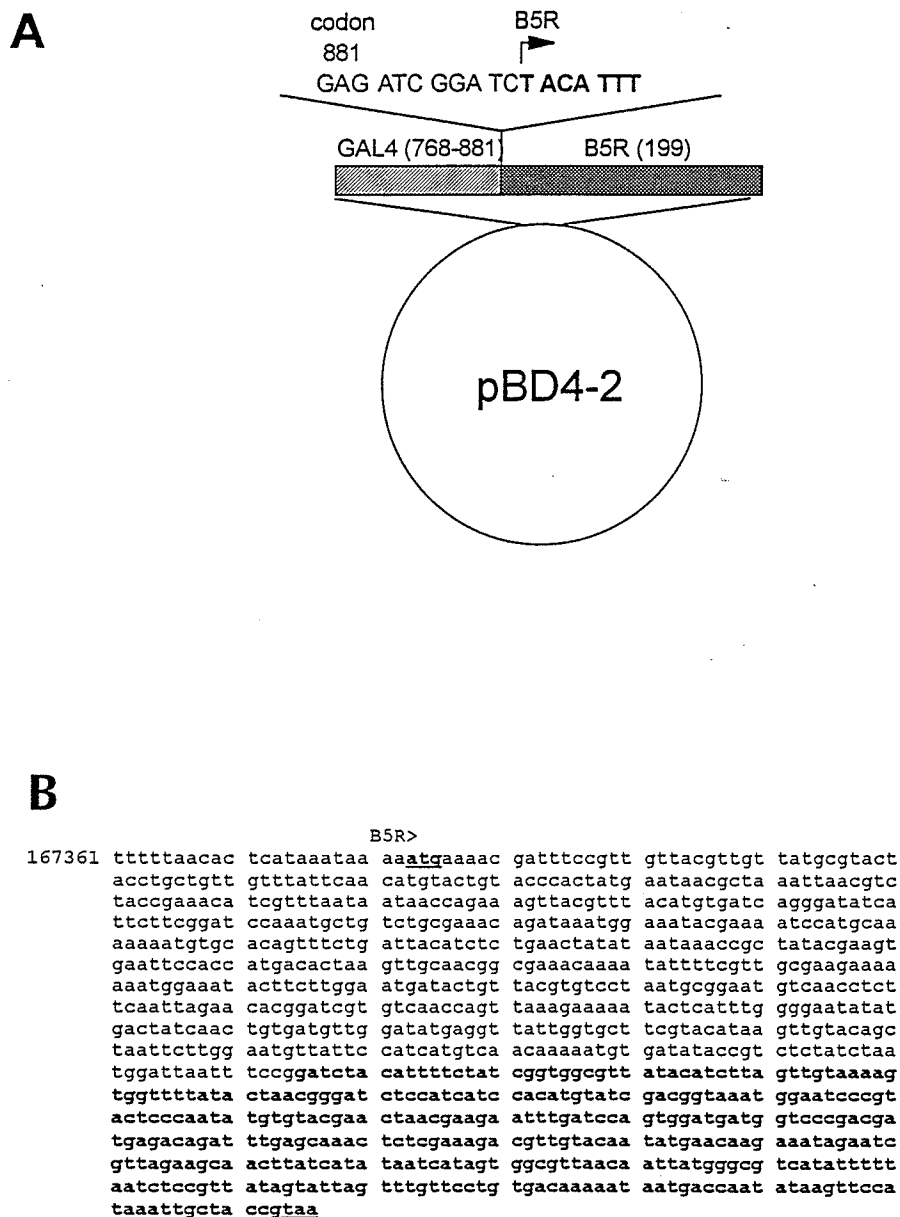 A
codon
881
B5R
GAG ATC GGA TCT ACA TTT
GAL4 (768-881)
B5R (199)
pBD4-2
B
B5R>
167361 tttttaacac tcataaataa aaatgaaaac gatttccgtt gttacgttgt tatgcgtact
acctgctgtt gtttattcaa catgtactgt acccactatg aataacgcta aattaacgtc
taccgaaaca tcgtttaata ataaccagaa agttacgttt acatgtgatc agggatatca
ttcttcggat ccaaatgctg tctgcgaaac agataaatgg aaatacgaaa atccatgcaa
aaaaatgtgc acagtttctg attacatctc tgaactatat aataaaccgc tatacgaagt
gaattccacc atgacactaa gttgcaacgg cgaaacaaaa tattttcgtt gcgaagaaaa
aaatggaaat acttcttgga atgatactgt tacgtgtcct aatgcggaat gtcaacctct
tcaattagaa cacggatcgt gtcaaccagt taaagaaaaa tactcatttg gggaatatat
gactatcaac tgtgatgttg gatatgaggt tattggtgct tcgtacataa gttgtacagc
taattcttgg aatgttattc catcatgtca acaaaaatgt gatataccgt ctctatctaa
tggattaatt tccggatcta cattttctat cggtggcgtt atacatctta gttgtaaaag
tggttttata ctaacgggat ctccatcatc cacatgtatc gacggtaaat ggaatcccgt
actcccaata tgtgtacgaa ctaacgaaga atttgatcca gtggatgatg gtcccgacga
tgagacagat ttgagcaaac tctcgaaaga cgttgtacaa tatgaacaag aaatagaatc
gttagaagca acttatcata taatcatagt ggcgttaaca attatgggcg tcatattttt
aatctccgtt atagtattag tttgttcctg tgacaaaaat aatgaccaat ataagttcca
taaattgcta ccgtaa